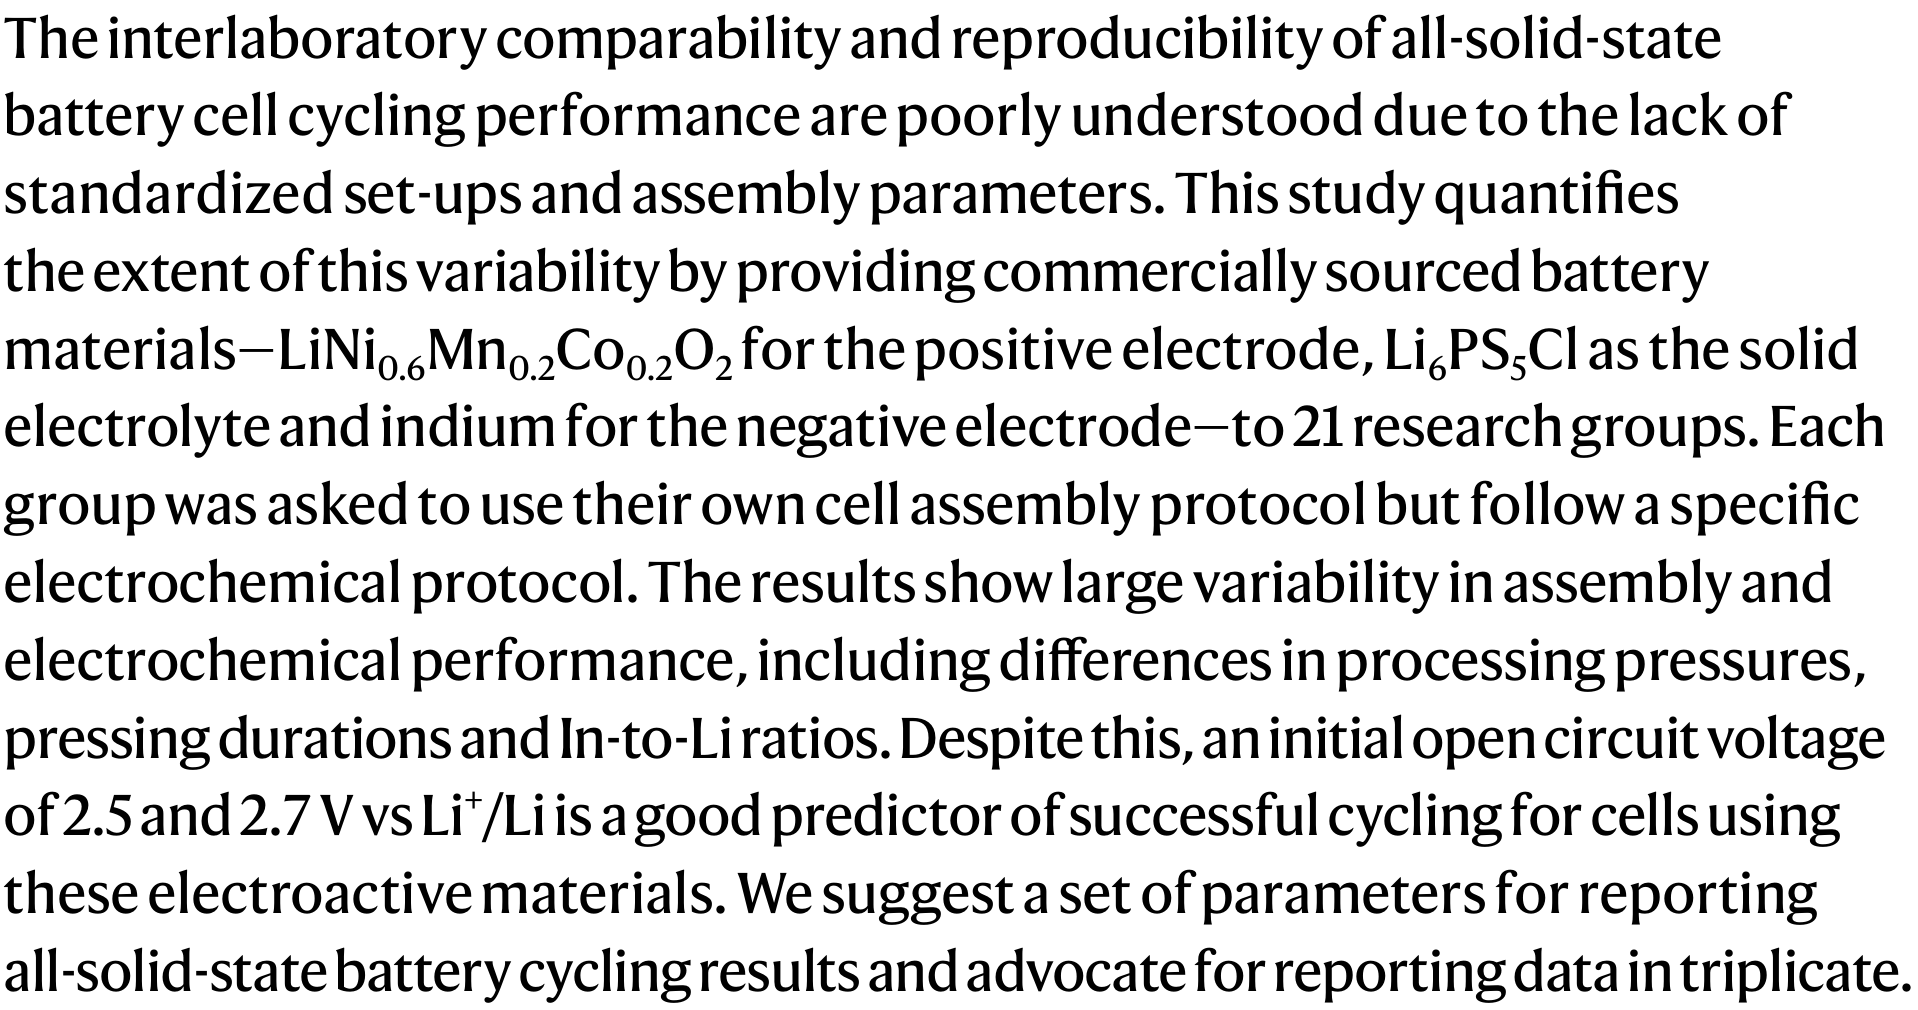 The interlaboratory comparability and reproducibility of all-solid-state
battery cell cycling performance are poorly understood due to the lack of
standardized set-ups and assembly parameters. This study quantifies
the extent of this variability by providing commercially sourced battery
materials—LiNi₀.₆Mn₀.₂Co₀.₂O₂ for the positive electrode, Li₆PS₅Cl as the solid
electrolyte and indium for the negative electrode—to 21 research groups. Each
group was asked to use their own cell assembly protocol but follow a specific
electrochemical protocol. The results show large variability in assembly and
electrochemical performance, including differences in processing pressures,
pressing durations and In-to-Li ratios. Despite this, an initial open circuit voltage
of 2.5 and 2.7 V vs Li⁺/Li is a good predictor of successful cycling for cells using
these electroactive materials. We suggest a set of parameters for reporting
all-solid-state battery cycling results and advocate for reporting data in triplicate.